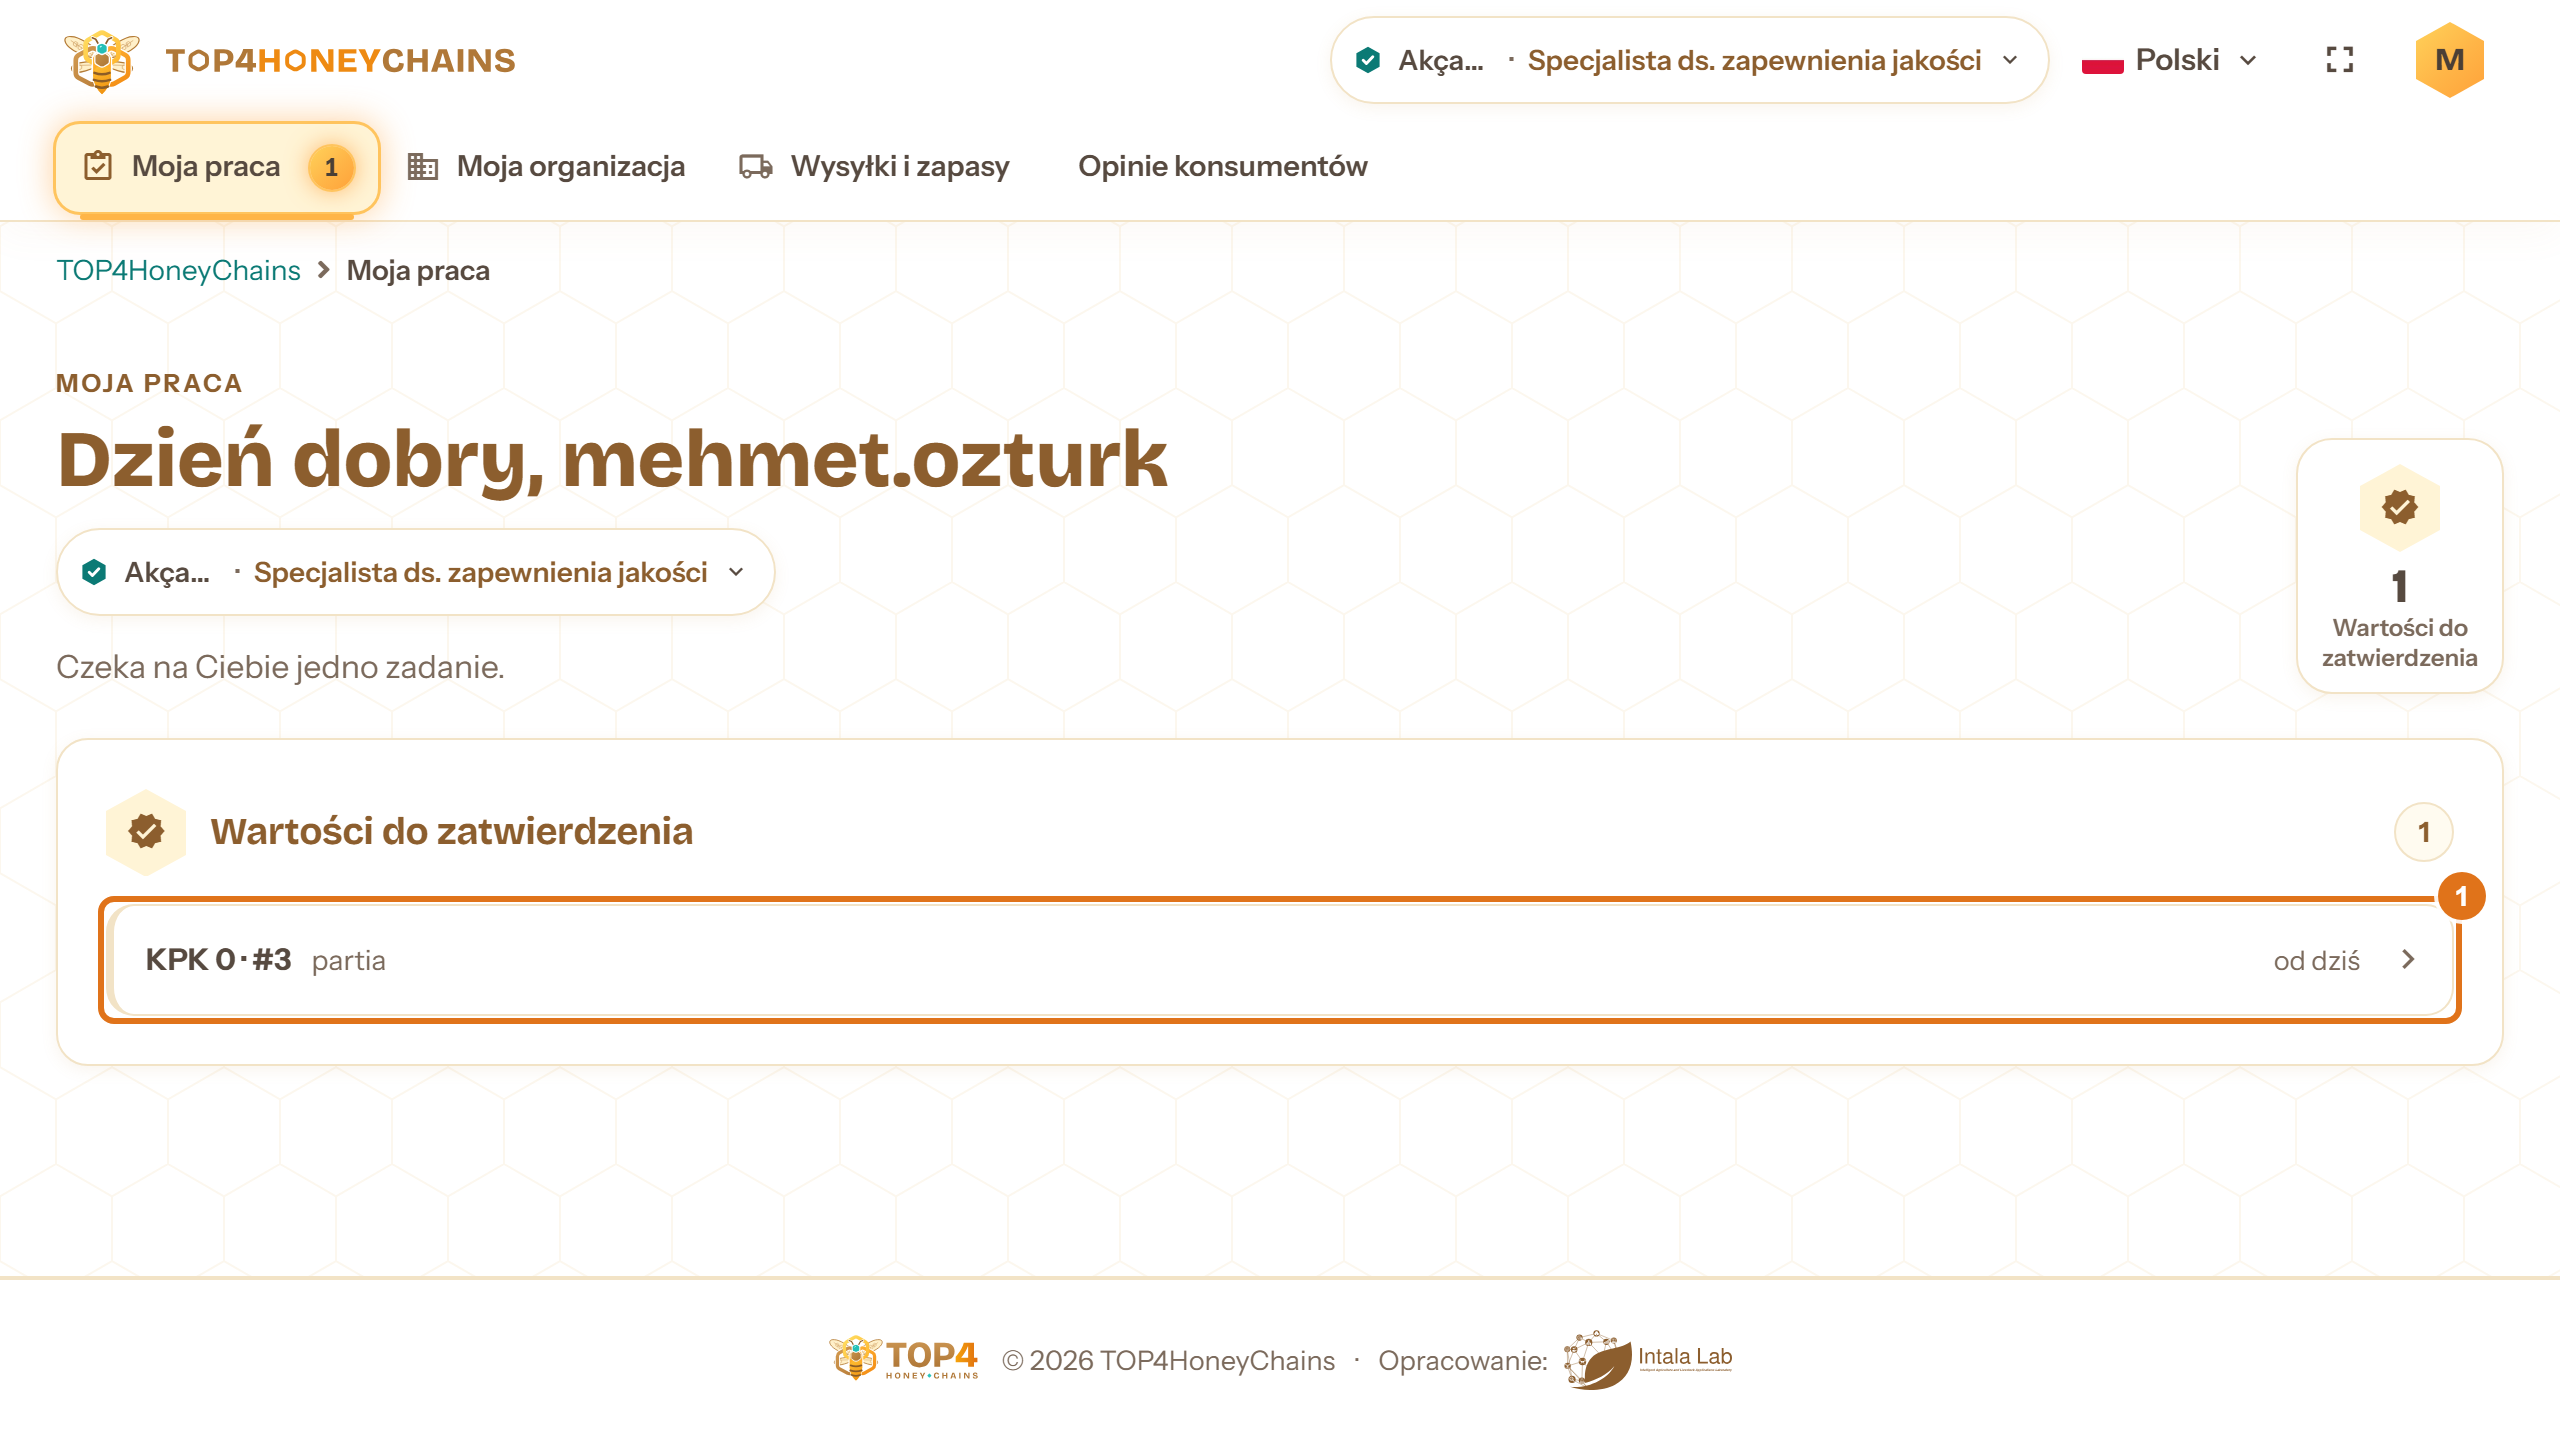 TOP4HONEYCHAINS
Akça... · Specjalista ds. zapewnienia jakości
Polski
M
Moja praca 1
Moja organizacja
Wysyłki i zapasy
Opinie konsumentów
TOP4HoneyChains > Moja praca
MOJA PRACA
Dzień dobry, mehmet.ozturk
Akça... · Specjalista ds. zapewnienia jakości
Czeka na Ciebie jedno zadanie.
1
Wartości do
zatwierdzenia
Wartości do zatwierdzenia
1
1
KPK 0 · #3 partia
od dziś
TOP4
HONEY•CHAINS
© 2026 TOP4HoneyChains · Opracowanie:
Intala Lab